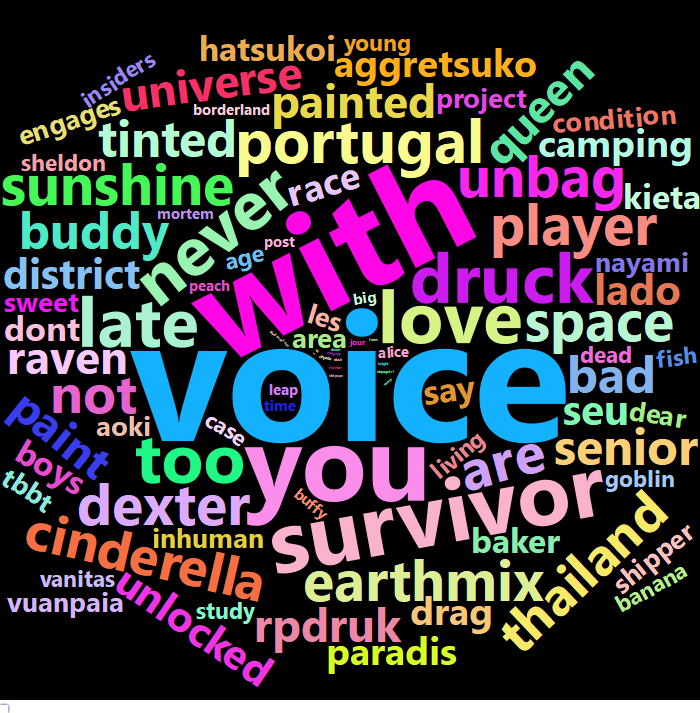 hatsukoi
young
insiders
universe
aggretsuko
engages
borderland
painted
project
queen
condition
tinted
portugal
camping
sheldon
sunshine
never
race
unbag
kieta
mortem
buddy
with
player
post
age
district
peach
druck
nayami
lado
sweet
late
les
big
love
space
dont
area
raven
voice
alice
dead
fish
bad
not
leap
time
say
seu
dear
paint
aoki
case
boys
too
you
living
are
senior
goblin
tbbt
dexter
buffy
survivor
cinderella
inhuman
baker
thailand
shipper
banana
vanitas
earthmix
vuanpaia
unlocked
study
rpdruk
drag
paradis
jour